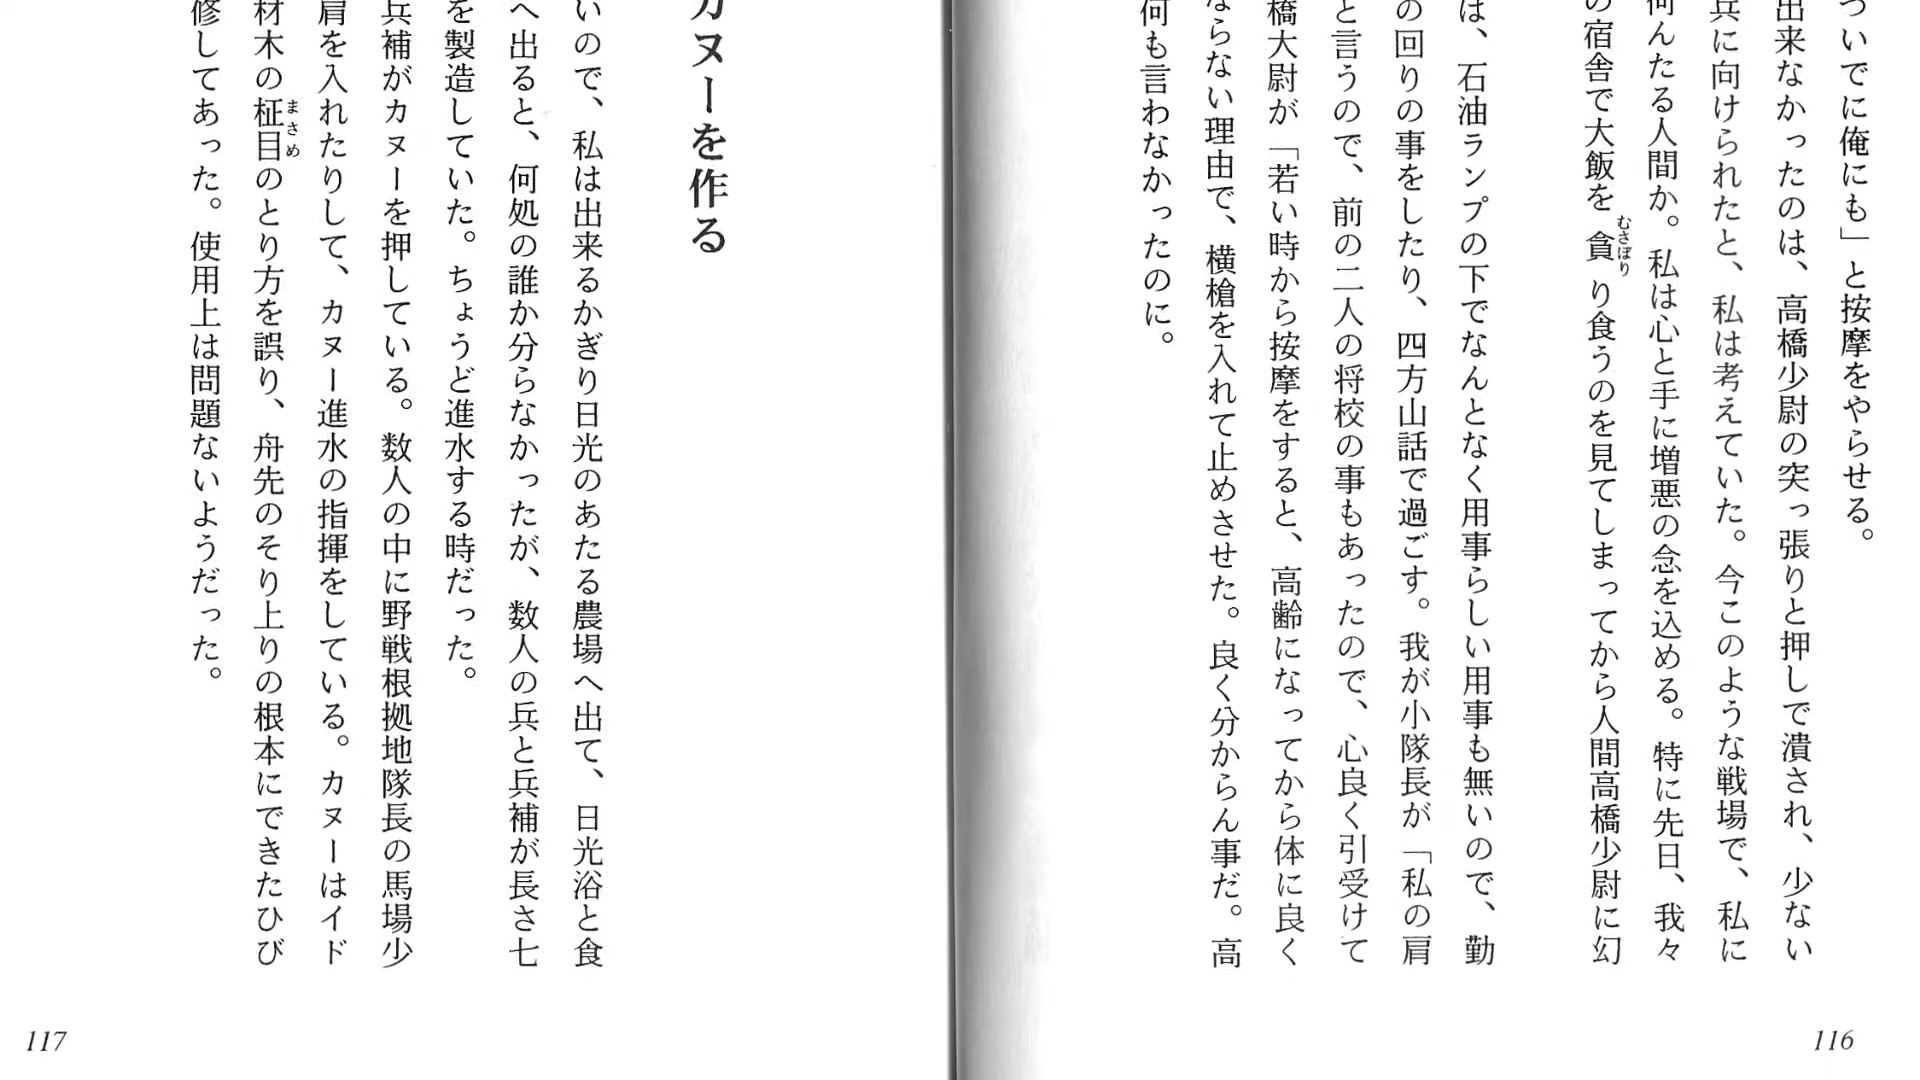 ついでに俺にも」と按摩をやらせる。
出来なかったのは、高橋少尉の突っ張りと押しで潰され、少ない
兵に向けられたと、私は考えていた。今このような戦場で、私に
何んたる人間か。私は心と手に増悪の念を込める。特に先日、我々
の宿舎で大飯を貪り食うのを見てしまってから人間高橋少尉に幻
むさぼり
は、石油ランプの下でなんとなく用事らしい用事も無いので、勤
の回りの事をしたり、四方山話で過ごす。我が小隊長が「私の肩
と言うので、前の二人の将校の事もあったので、心良く引受けて
橋大尉が「若い時から按摩をすると、高齢になってから体に良く
ならない理由で、横槍を入れて止めさせた。良く分からん事だ。高
何も言わなかったのに。
116
カヌーを作る
いので、私は出来るかぎり日光のあたる農場へ出て、日光浴と食
へ出ると、何処の誰か分らなかったが、数人の兵と兵補が長さ七
を製造していた。ちょうど進水する時だった。
兵補がカヌーを押している。数人の中に野戦根拠地隊長の馬場少
肩を入れたりして、カヌー進水の指揮をしている。カヌーはイド
材木の柾目のとり方を誤り、舟先のそり上りの根本にできたひび
まさめ
修してあった。使用上は問題ないようだった。
117